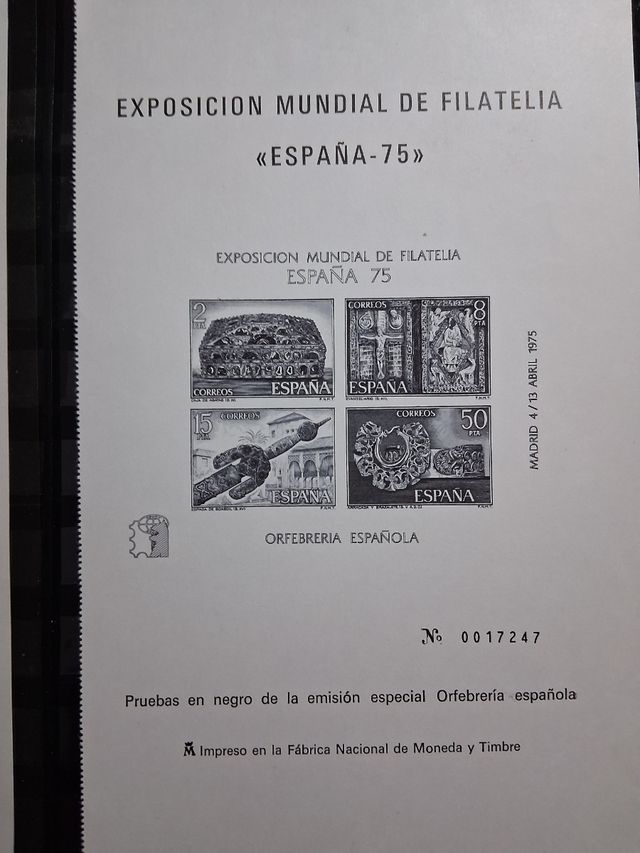 EXPOSICION MUNDIAL DE FILATELIA
«ESPAÑA-75»
EXPOSICION MUNDIAL DE FILATELIA
ESPAÑA 75
2
PTA
CORREOS
ESPAÑA
F.N.M.T.
CORREOS
8
PTA
ESPAÑA
F.N.M.T.
15
PTA
CORREOS
ESPAÑA
F.N.M.T.
CORREOS
50
PTA
ESPAÑA
F.N.M.T.
MADRID 4/13 ABRIL 1975
ORFEBRERIA ESPAÑOLA
Nº 0017247
Pruebas en negro de la emisión especial Orfebrería española
Impreso en la Fábrica Nacional de Moneda y Timbre